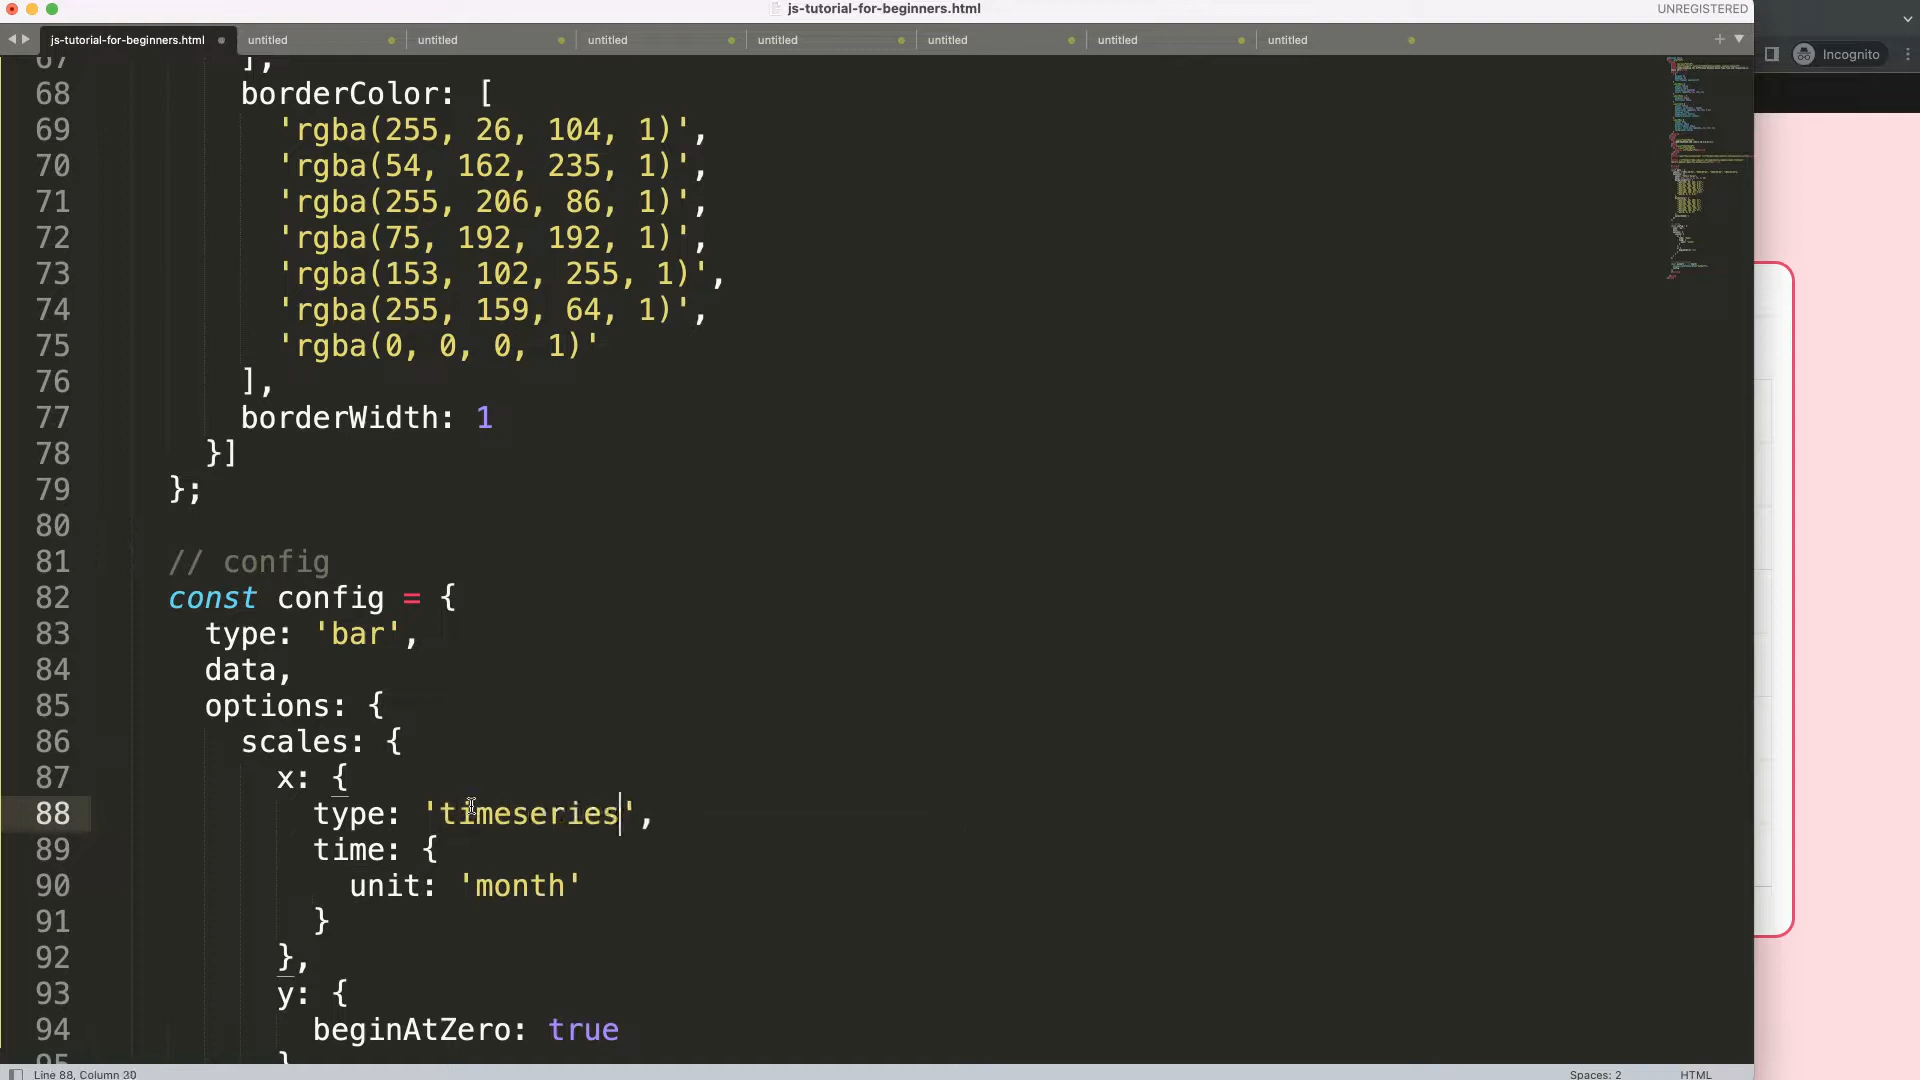 js-tutorial-for-beginners.html
UNREGISTERED
js-tutorial-for-beginners.html untitled untitled untitled untitled untitled untitled untitled
Incognito
67 ],
68 borderColor: [
69 'rgba(255, 26, 104, 1)',
70 'rgba(54, 162, 235, 1)',
71 'rgba(255, 206, 86, 1)',
72 'rgba(75, 192, 192, 1)',
73 'rgba(153, 102, 255, 1)',
74 'rgba(255, 159, 64, 1)',
75 'rgba(0, 0, 0, 1)'
76 ],
77 borderWidth: 1
78 }]
79 };
80
81 // config
82 const config = {
83 type: 'bar',
84 data,
85 options: {
86 scales: {
87 x: {
88 type: 'timeseries',
89 time: {
90 unit: 'month'
91 }
92 },
93 y: {
94 beginAtZero: true
95 }
Line 88, Column 30
Spaces: 2
HTML